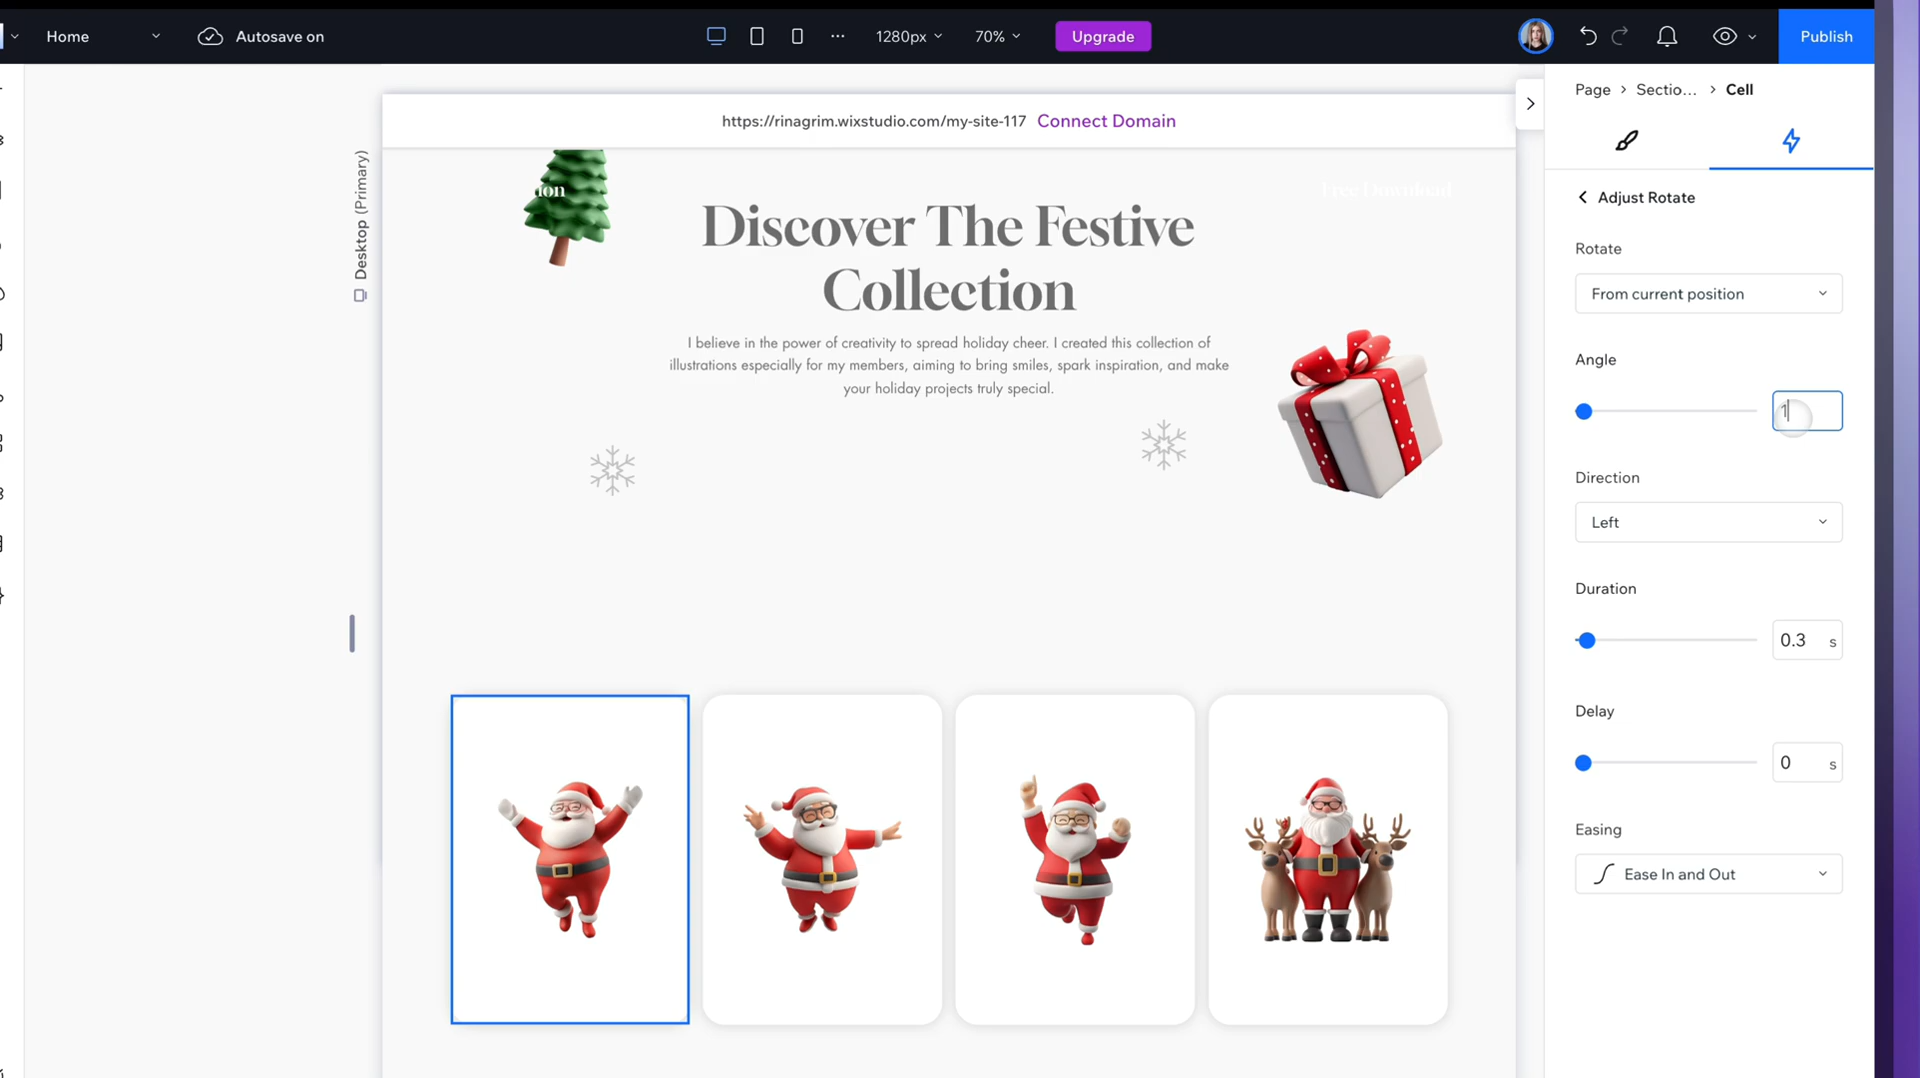 Home
Autosave on
1280px
70%
Upgrade
Publish
Page > Sectio... > Cell
https://rinagrim.wixstudio.com/my-site-117 Connect Domain
Desktop (Primary)
Adjust Rotate
ion
Free Download
Discover The Festive
Collection
I believe in the power of creativity to spread holiday cheer. I created this collection of
illustrations especially for my members, aiming to bring smiles, spark inspiration, and make
your holiday projects truly special.
Rotate
From current position
Angle
1
Direction
Left
Duration
0.3 s
Delay
0 s
Easing
Ease In and Out